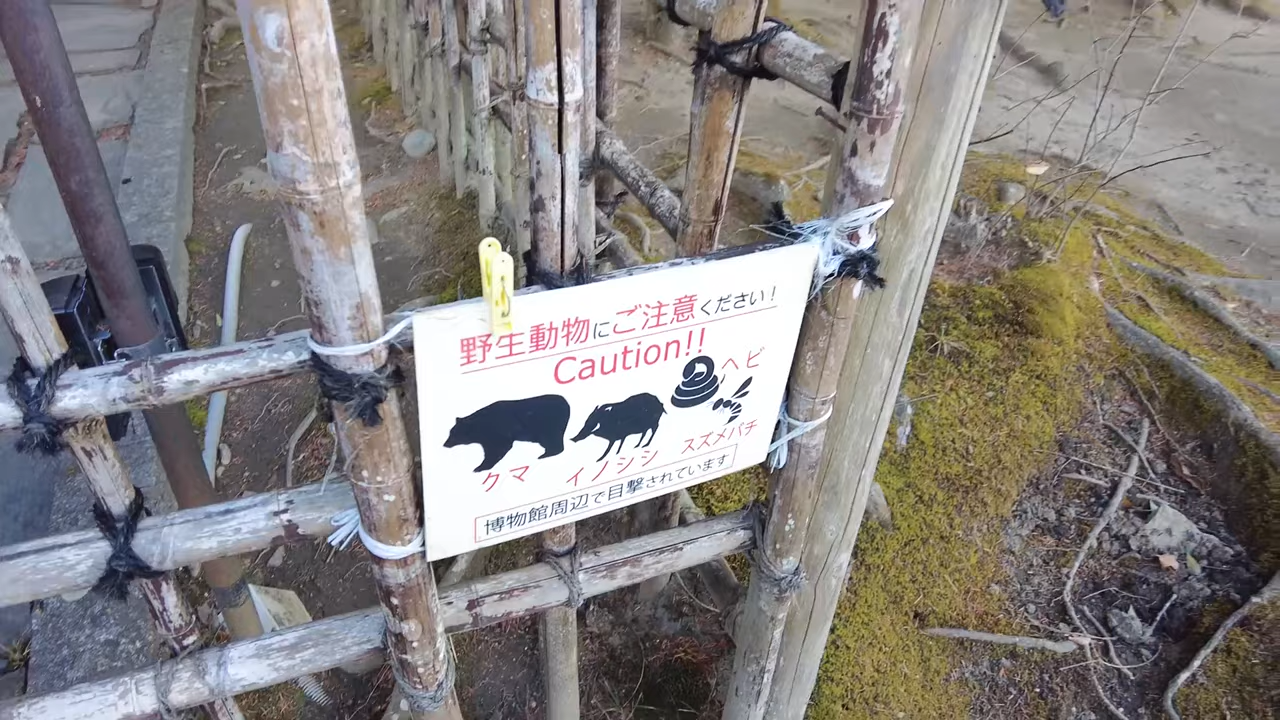 野生動物にご注意ください！
Caution!!
ヘビ
クマ イノシシ スズメバチ
博物館周辺で目撃されています